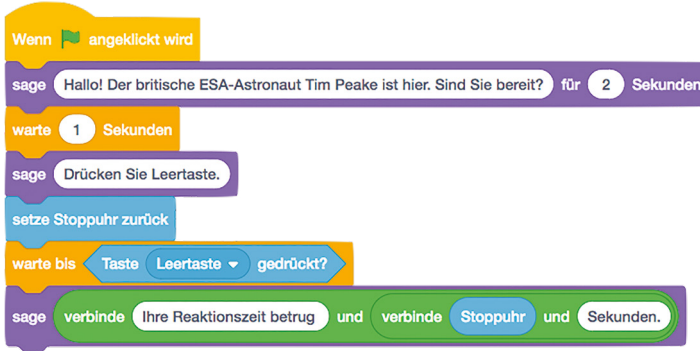 Wenn angeklickt wird
sage Hallo! Der britische ESA-Astronaut Tim Peake ist hier. Sind Sie bereit? für 2 Sekunden
warte 1 Sekunden
sage Drücken Sie Leertaste.
setze Stoppuhr zurück
warte bis Taste Leertaste gedrückt?
sage verbinde Ihre Reaktionszeit betrug und verbinde Stoppuhr und Sekunden.